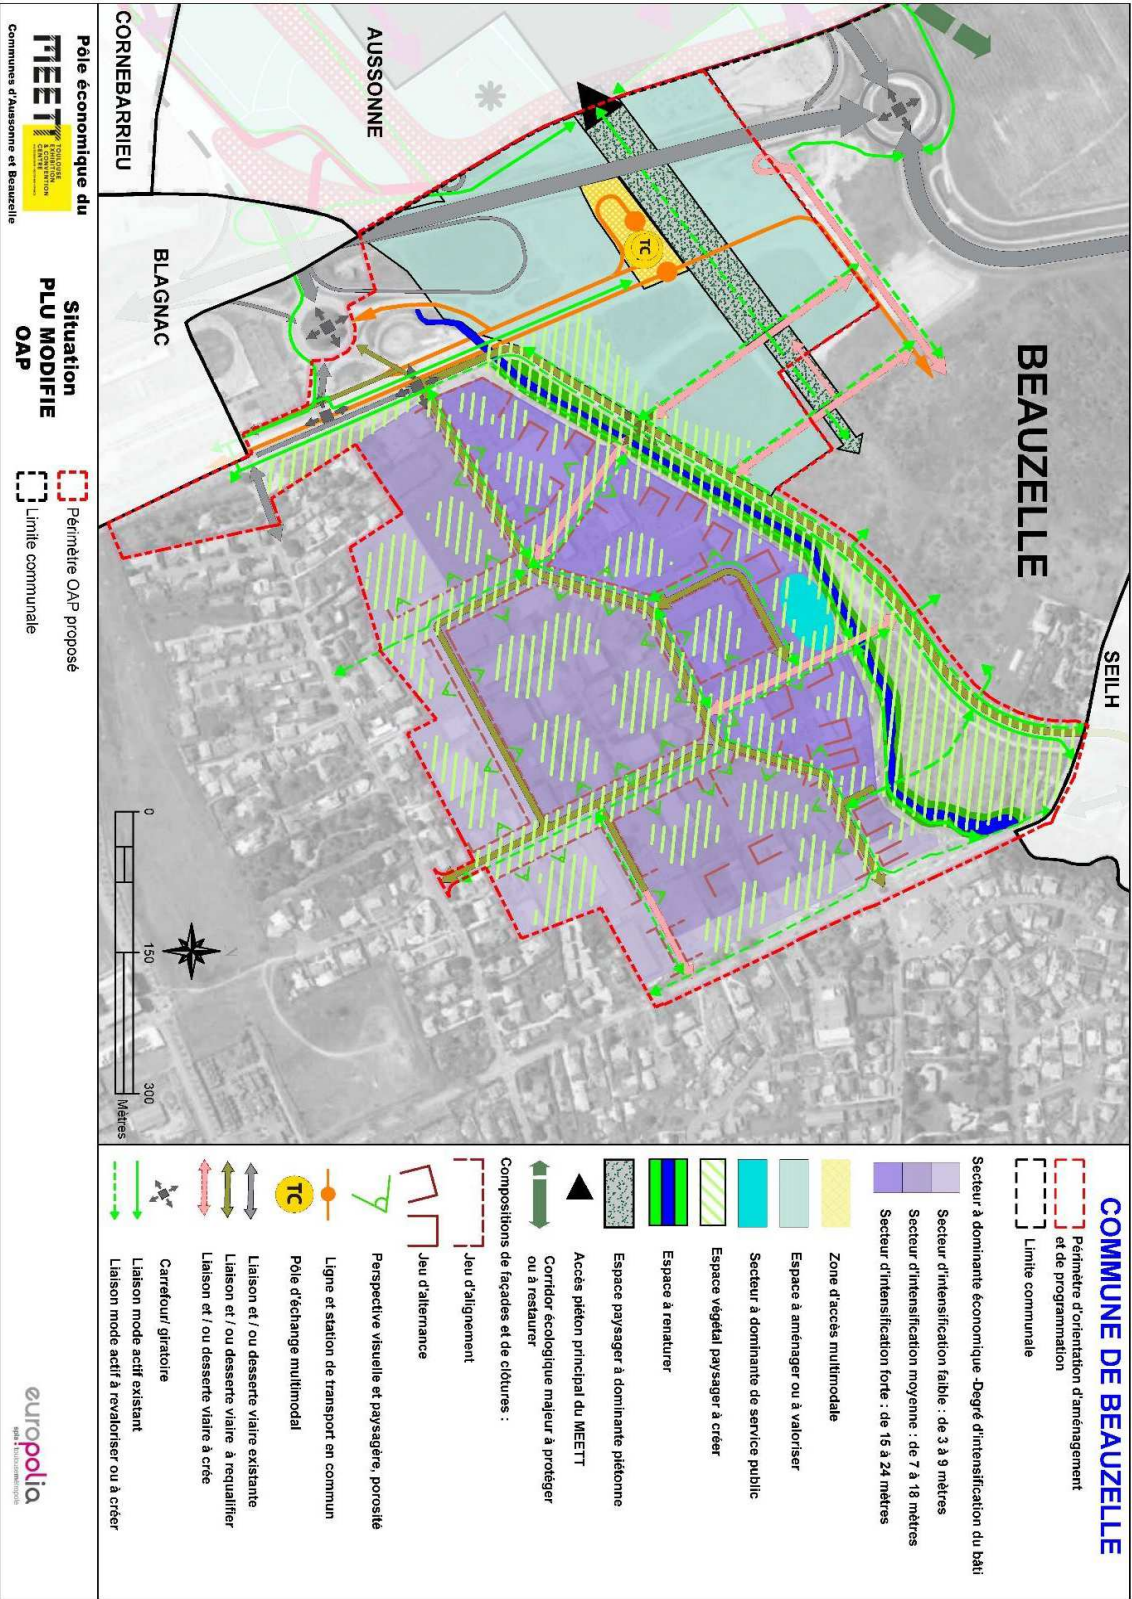 COMMUNE DE BEAUZELLE
Périmètre d'orientation d'aménagement
et de programmation
Limite communale
Secteur à dominante économique -Degré d'intensification du bâti
Secteur d'intensification faible : de 3 à 9 mètres
Secteur d'intensification moyenne : de 7 à 18 mètres
Secteur d'intensification forte : de 15 à 24 mètres
Zone d'accès multimodale
Espace à aménager ou à valoriser
Secteur à dominante de service public
Espace végétal paysager à créer
Espace à renaturer
Espace paysager à dominante piétonne
Accès piéton principal du MEETT
Corridor écologique majeur à protéger
ou à restaurer
Compositions de façades et de clôtures :
Jeu d'alignement
Jeu d'alternance
Perspective visuelle et paysagère, porosité
Ligne et station de transport en commun
TC
Pôle d'échange multimodal
Liaison et / ou desserte viaire existante
Liaison et / ou desserte viaire à requalifier
Liaison et / ou desserte viaire à crée
Carrefour/ giratoire
Liaison mode actif existant
Liaison mode actif à revaloriser ou à créer
europolia
BEAUZELLE
SEILH
AUSSONNE
CORNEBARRIEU
BLAGNAC
TC
0
150
300
Mètres
Pôle économique du
MEETT
TOULOUSE
EXHIBITION
& CONVENTION
CENTRE
Communes d'Aussonne et Beauzelle
Situation
PLU MODIFIE
OAP
Périmètre OAP proposé
Limite communale